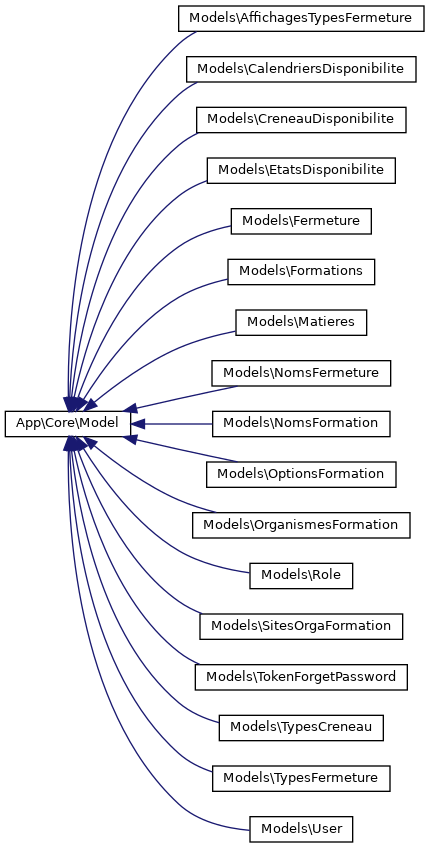 Models\AffichagesTypesFermeture
Models\CalendriersDisponibilite
Models\CreneauDisponibilite
Models\EtatsDisponibilite
Models\Fermeture
Models\Formations
Models\Matieres
Models\NomsFermeture
App\Core\Model
Models\NomsFormation
Models\OptionsFormation
Models\OrganismesFormation
Models\Role
Models\SitesOrgaFormation
Models\TokenForgetPassword
Models\TypesCreneau
Models\TypesFermeture
Models\User